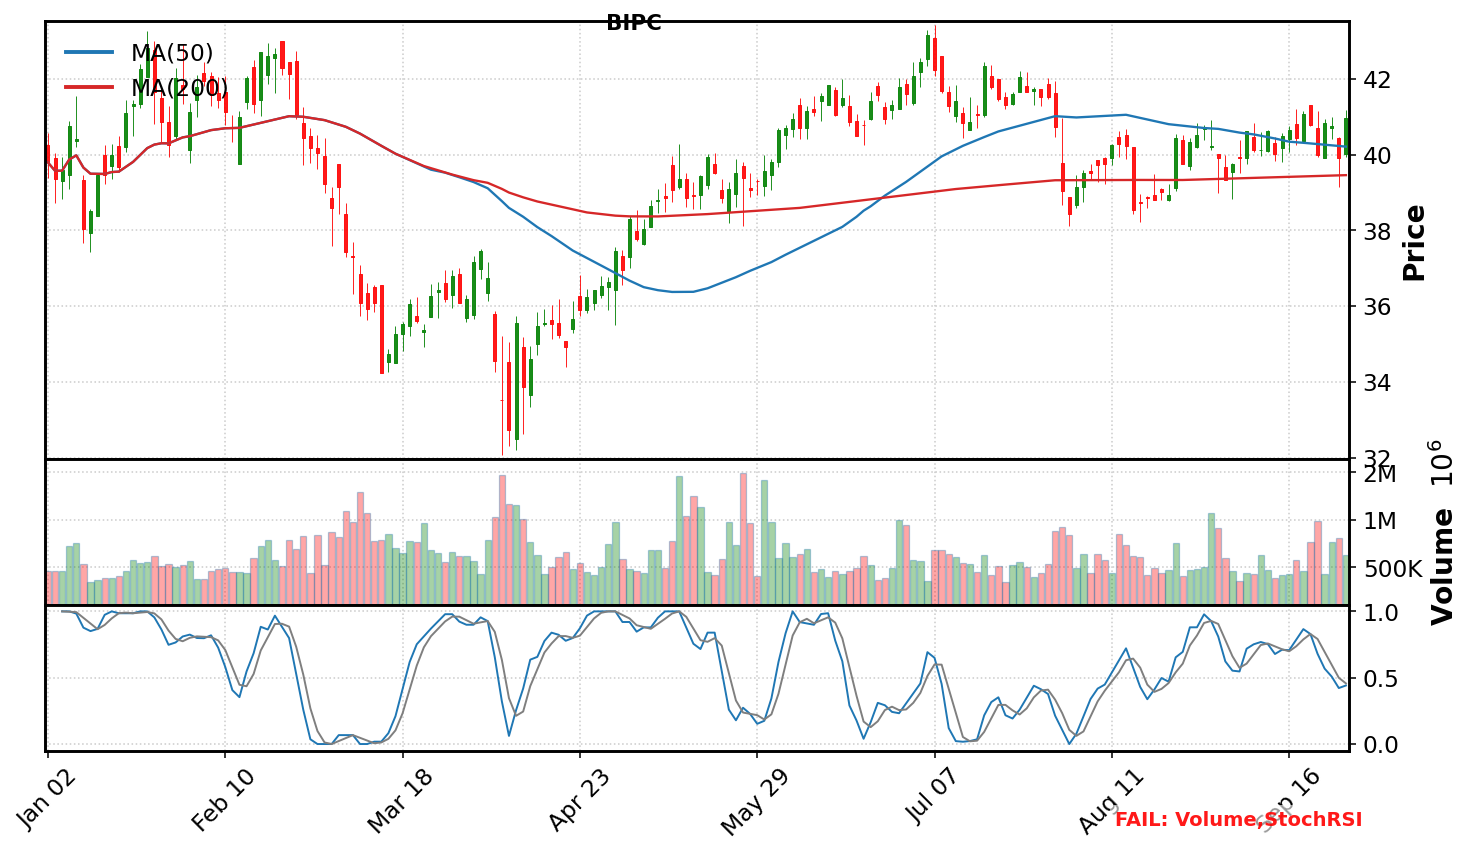 BIPC
MA(50)
MA(200)
42
40
38
36
34
32
Price
2M
1M
500K
Volume 10^6
1.0
0.5
0.0
Jan 02
Feb 10
Mar 18
Apr 23
May 29
Jul 07
Aug 11
Sep 16
FAIL: Volume,StochRSI